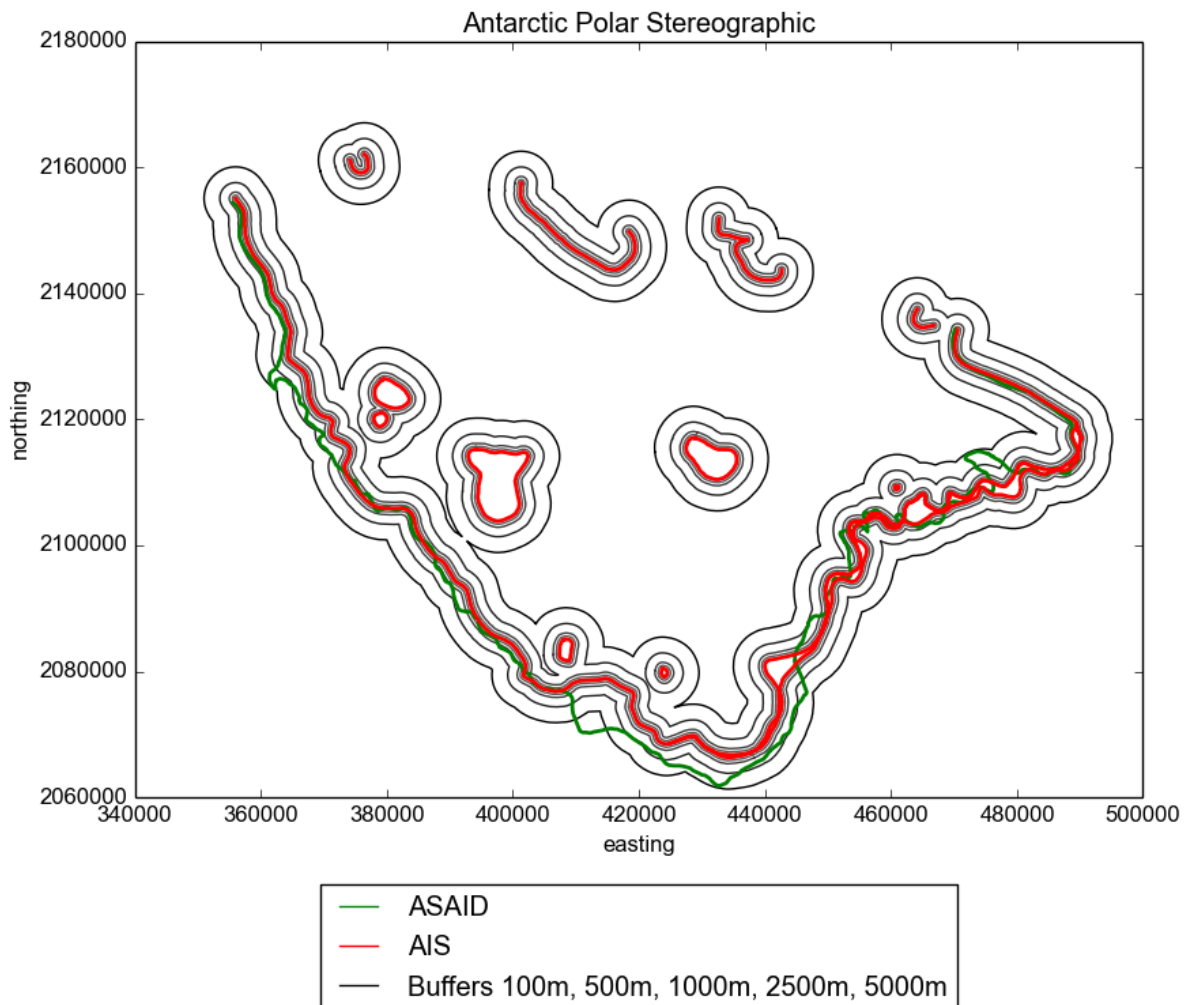 Antarctic Polar Stereographic
2180000
2160000
2140000
2120000
2100000
2080000
2060000
northing
340000 360000 380000 400000 420000 440000 460000 480000 500000
easting
ASAID
AIS
Buffers 100m, 500m, 1000m, 2500m, 5000m